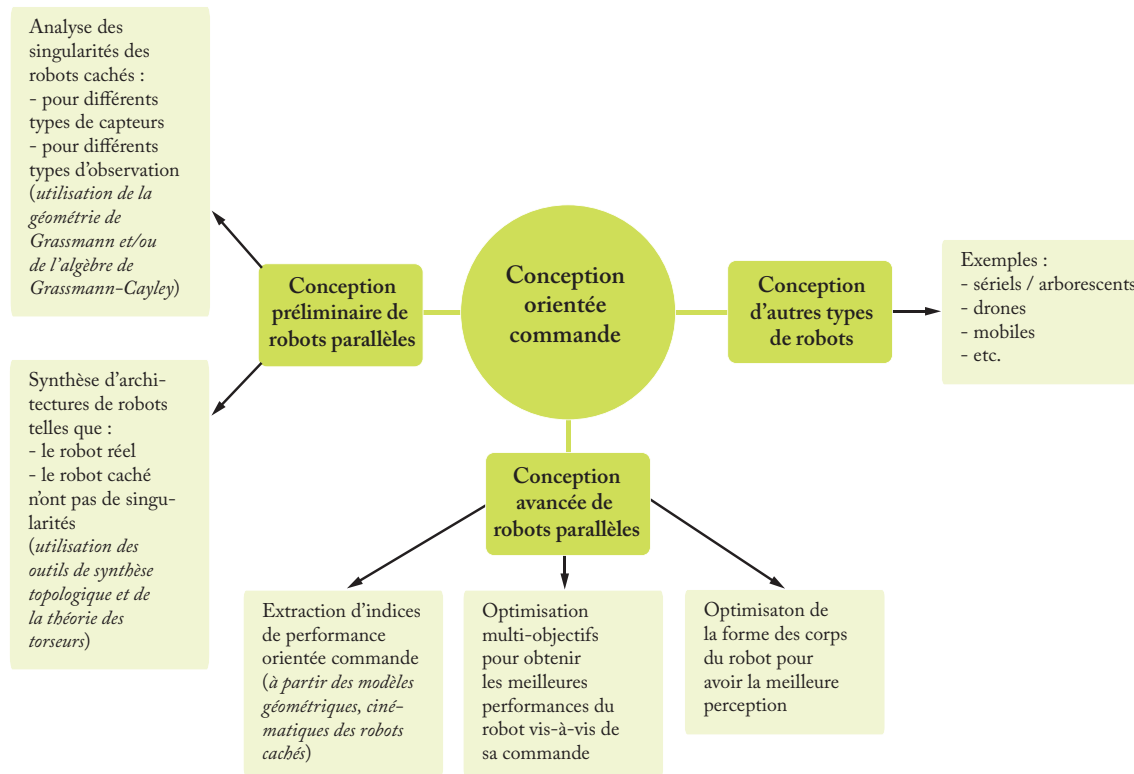 Analyse des
singularités des
robots cachés :
- pour différents
types de capteurs
- pour différents
types d'observation
(utilisation de la
géométrie de
Grassmann et/ou
de l'algèbre de
Grassmann-Cayley)
Synthèse d'archi-
tectures de robots
telles que :
- le robot réel
- le robot caché
n'ont pas de singu-
larités
(utilisation des
outils de synthèse
topologique et de
la théorie des
torseurs)
Conception
préliminaire de
robots parallèles
Conception
orientée
commande
Conception
d'autres types
de robots
Exemples :
- sériels / arborescents
- drones
- mobiles
- etc.
Conception
avancée de
robots parallèles
Extraction d'indices
de performance
orientée commande
(à partir des modèles
géométriques, ciné-
matiques des robots
cachés)
Optimisation
multi-objectifs
pour obtenir
les meilleures
performances du
robot vis-à-vis de
sa commande
Optimisaton de
la forme des corps
du robot pour
avoir la meilleure
perception